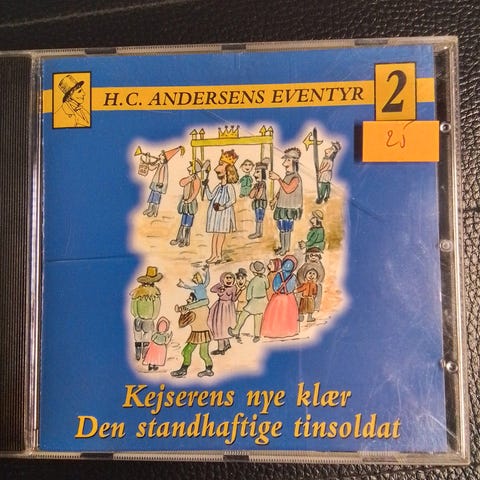 H.C. ANDERSENS EVENTYR 2
25
Kejserens nye klær
Den standhaftige tinsoldat